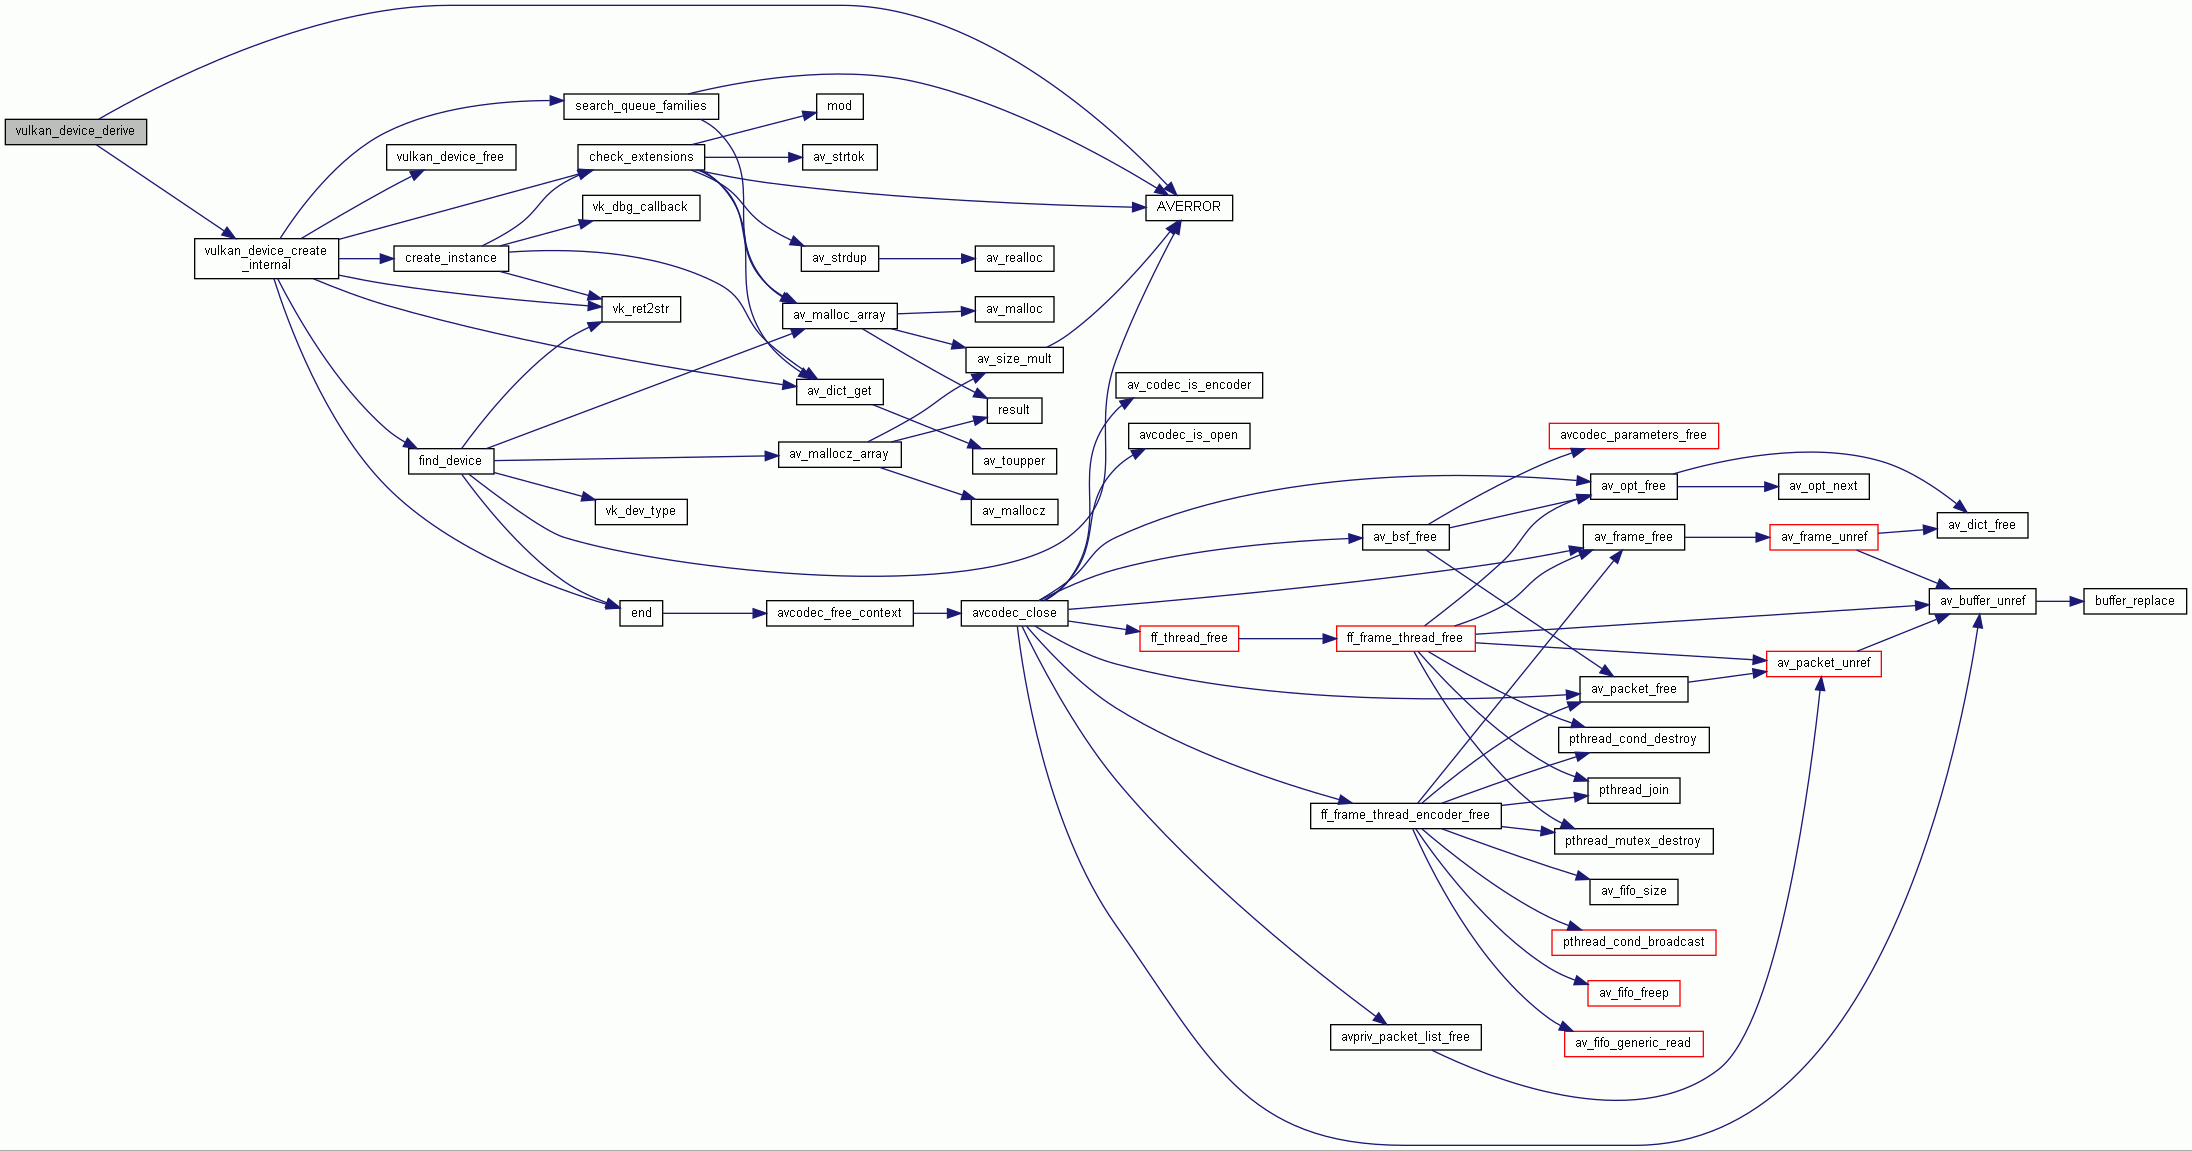 vulkan_device_derive
vulkan_device_create
_internal
vulkan_device_free
create_instance
find_device
search_queue_families
check_extensions
vk_dbg_callback
vk_ret2str
vk_dev_type
end
mod
av_strtok
av_strdup
av_malloc_array
av_dict_get
av_mallocz_array
avcodec_free_context
av_realloc
av_malloc
av_size_mult
result
av_toupper
av_mallocz
avcodec_close
AVERROR
av_codec_is_encoder
avcodec_is_open
ff_thread_free
av_bsf_free
ff_frame_thread_free
ff_frame_thread_encoder_free
avpriv_packet_list_free
avcodec_parameters_free
av_opt_free
av_frame_free
av_packet_free
pthread_cond_destroy
pthread_join
pthread_mutex_destroy
av_fifo_size
pthread_cond_broadcast
av_fifo_freep
av_fifo_generic_read
av_opt_next
av_frame_unref
av_packet_unref
av_dict_free
av_buffer_unref
buffer_replace